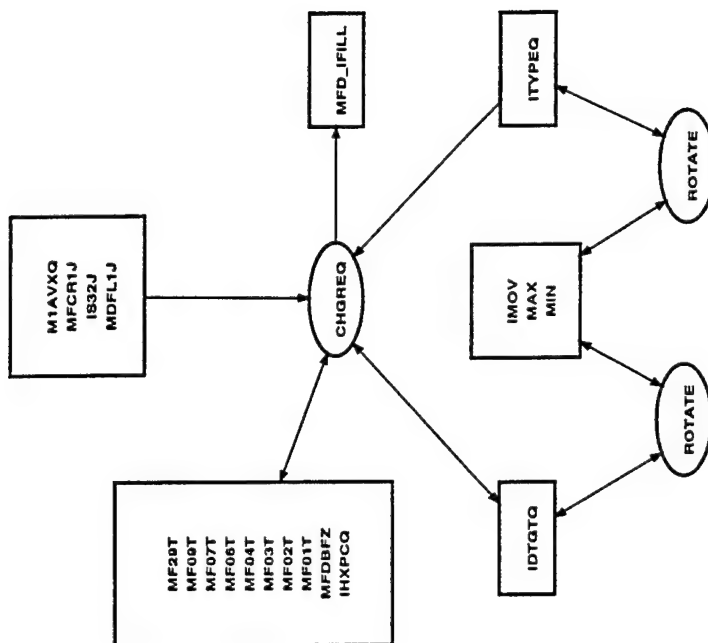 MFD_IFILL
ITYPEQ
ROTATE
M1AVXQ
MFCR1J
IS32J
MDFL1J
CHGREQ
IMOV
MAX
MIN
MF29T
MF09T
MF07T
MF06T
MF04T
MF03T
MF02T
MF01T
MFDBFZ
IHXPCQ
IDTGTQ
ROTATE